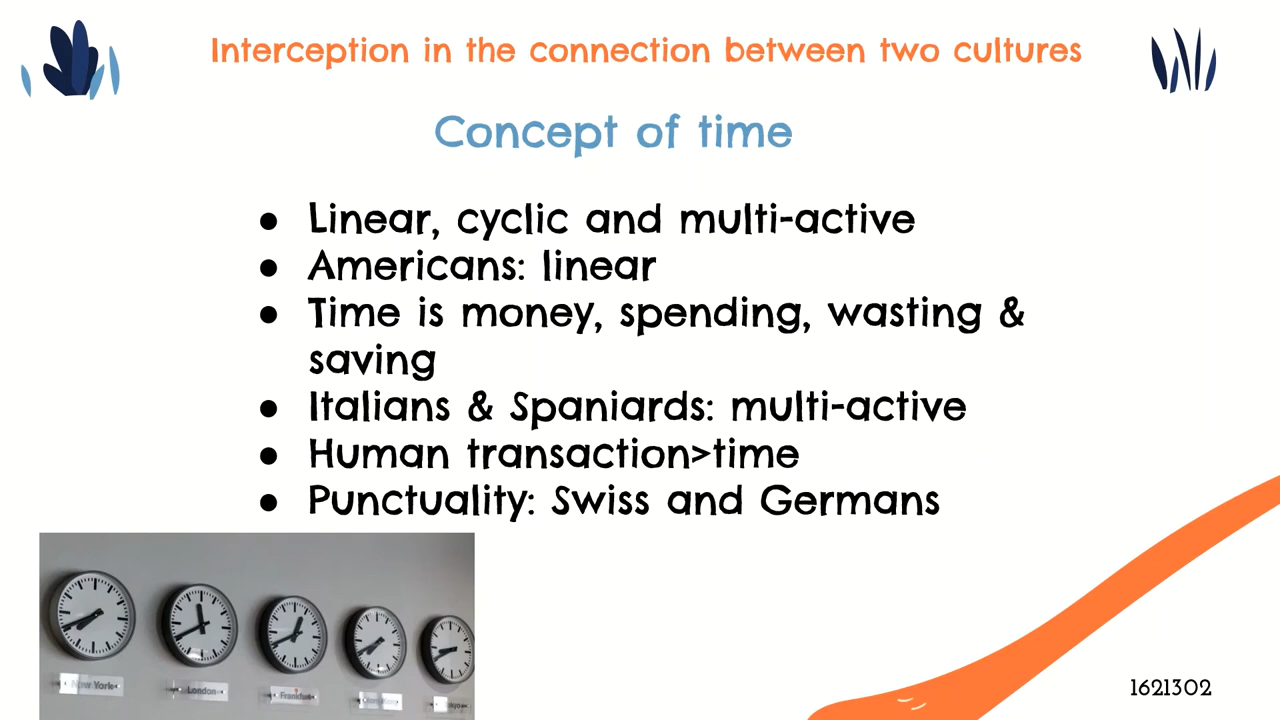 Interception in the connection between two cultures
Concept of time
● Linear, cyclic and multi-active
● Americans: linear
● Time is money, spending, wasting &
saving
● Italians & Spaniards: multi-active
● Human transaction>time
● Punctuality: Swiss and Germans
New York
London
Frankfurt
1621302